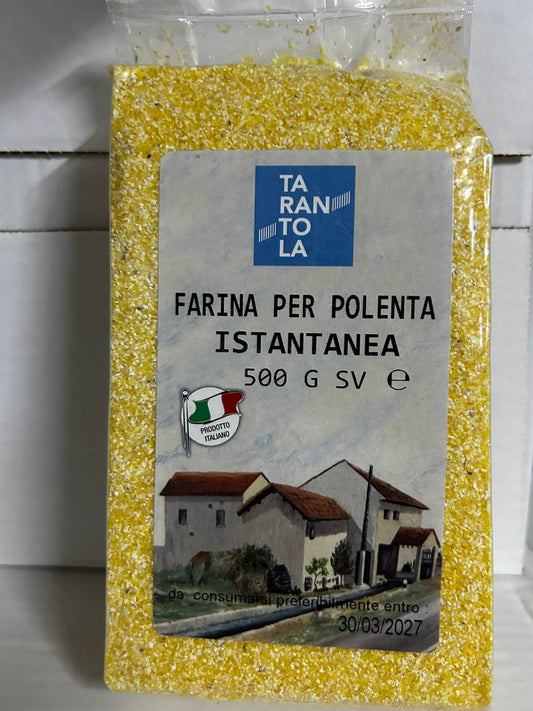 TA
RAN
TO
LA
FARINA PER POLENTA
ISTANTANEA
500 G SV ℮
PRODOTTO
ITALIANO
da consumarsi preferibilmente entro :
30/03/2027